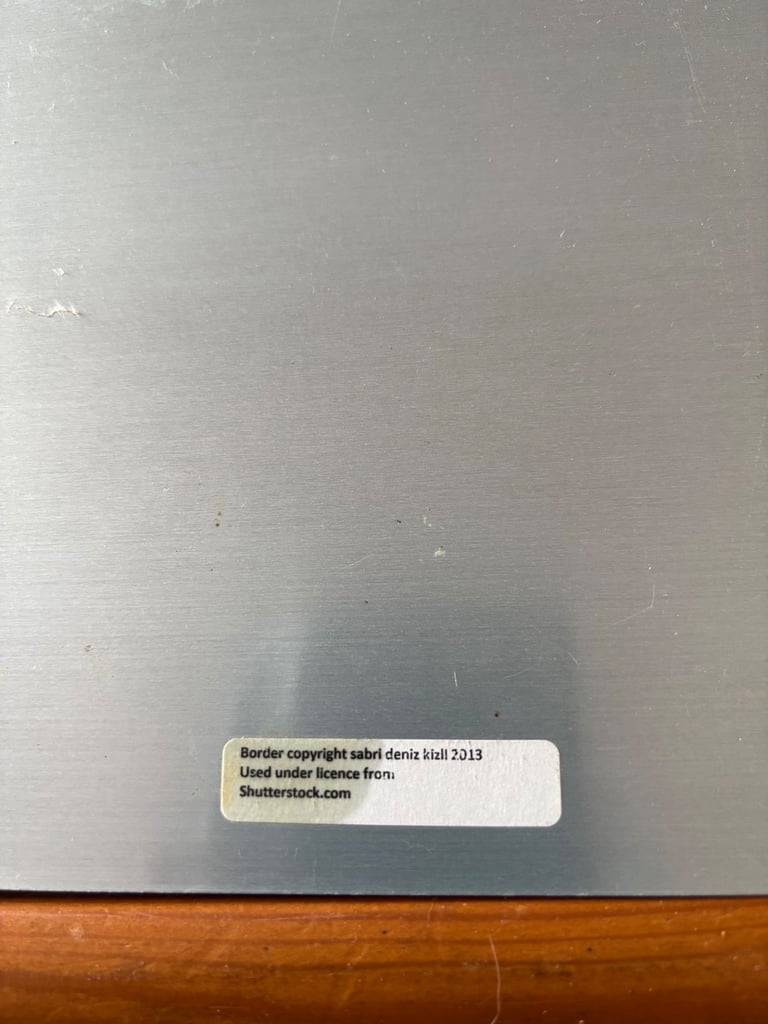 Border copyright sabri deniz kizil 2013
Used under licence from
Shutterstock.com